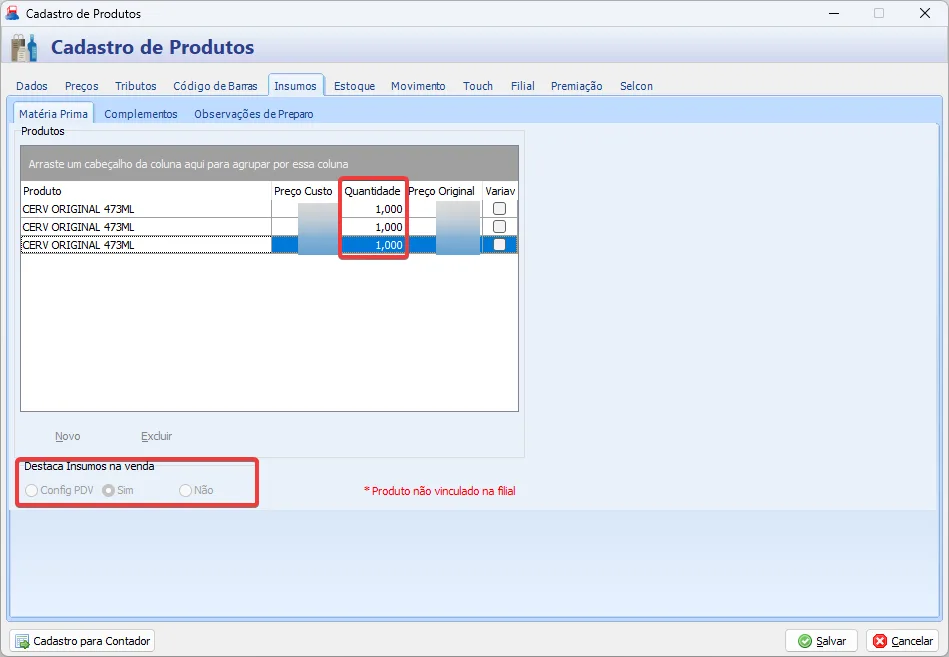 Cadastro de Produtos
Cadastro de Produtos
Dados Preços Tributos Código de Barras Insumos Estoque Movimento Touch Filial Premiação Selcon
Matéria Prima Complementos Observações de Preparo
Produtos
Arraste um cabeçalho da coluna aqui para agrupar por essa coluna
Produto Preço Custo Quantidade Preço Original Variav
CERV ORIGINAL 473ML 1,000
CERV ORIGINAL 473ML 1,000
CERV ORIGINAL 473ML 1,000
Novo Excluir
Destaca Insumos na venda
Config PDV Sim Não
* Produto não vinculado na filial
Cadastro para Contador Salvar Cancelar